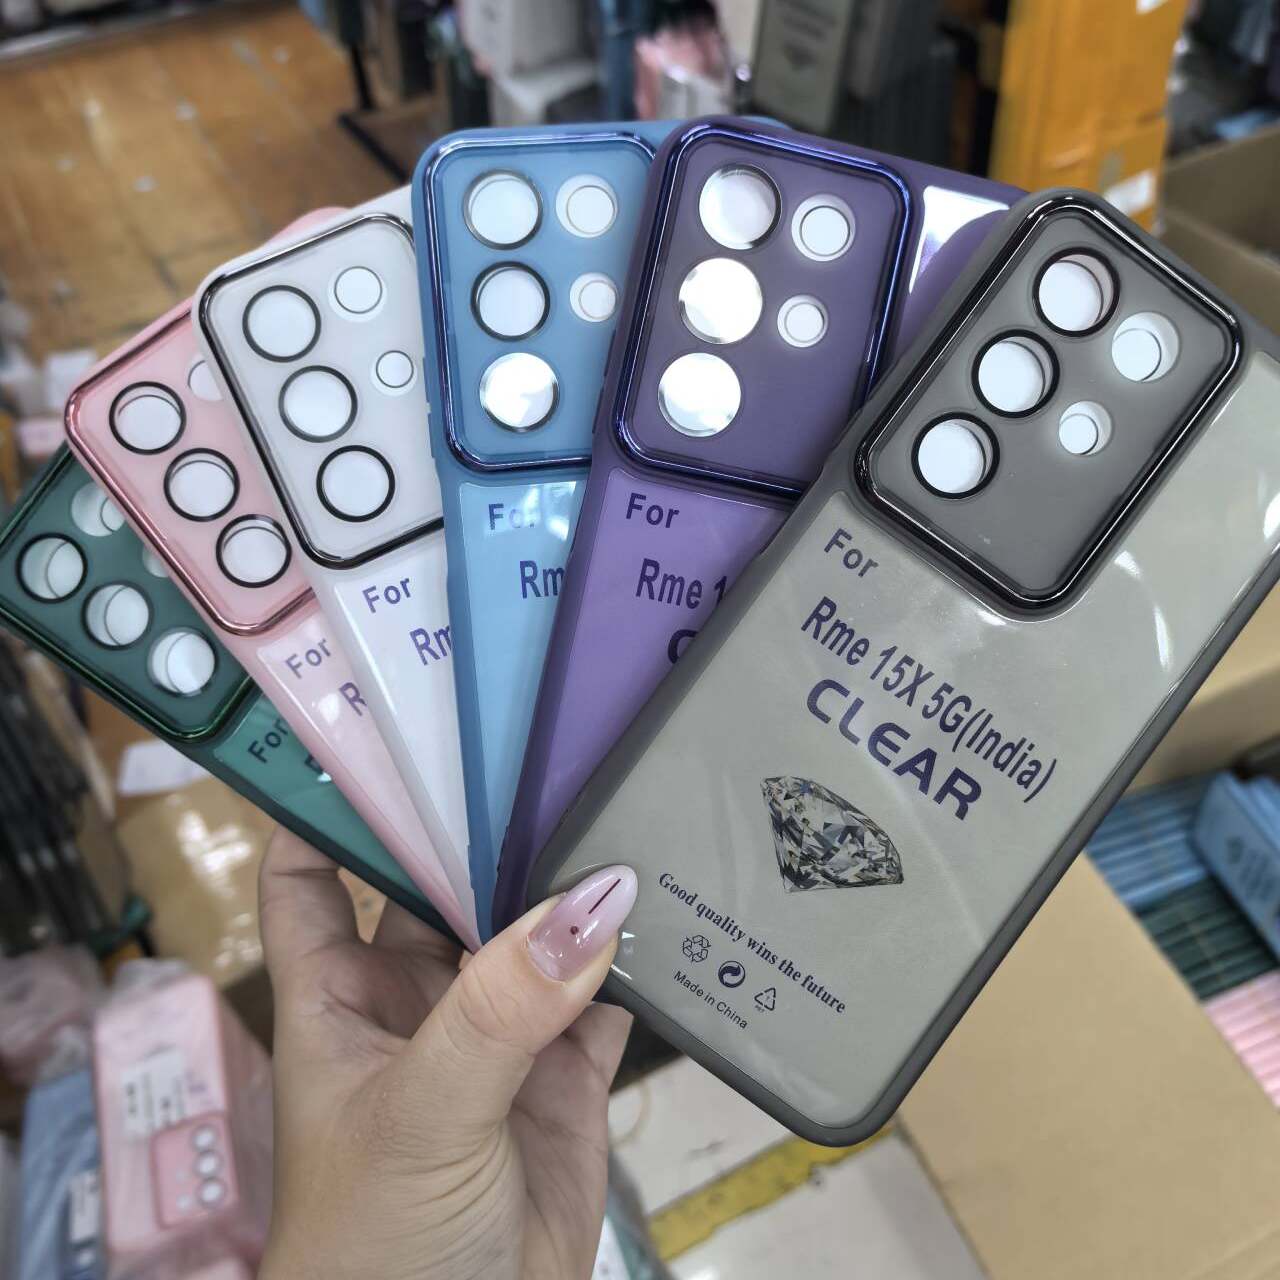 For
For
R
For
Rm
For
Rm
For
Rme 1
For
Rme 15X 5G(India)
CLEAR
Good quality wins the future
PET
Made in China